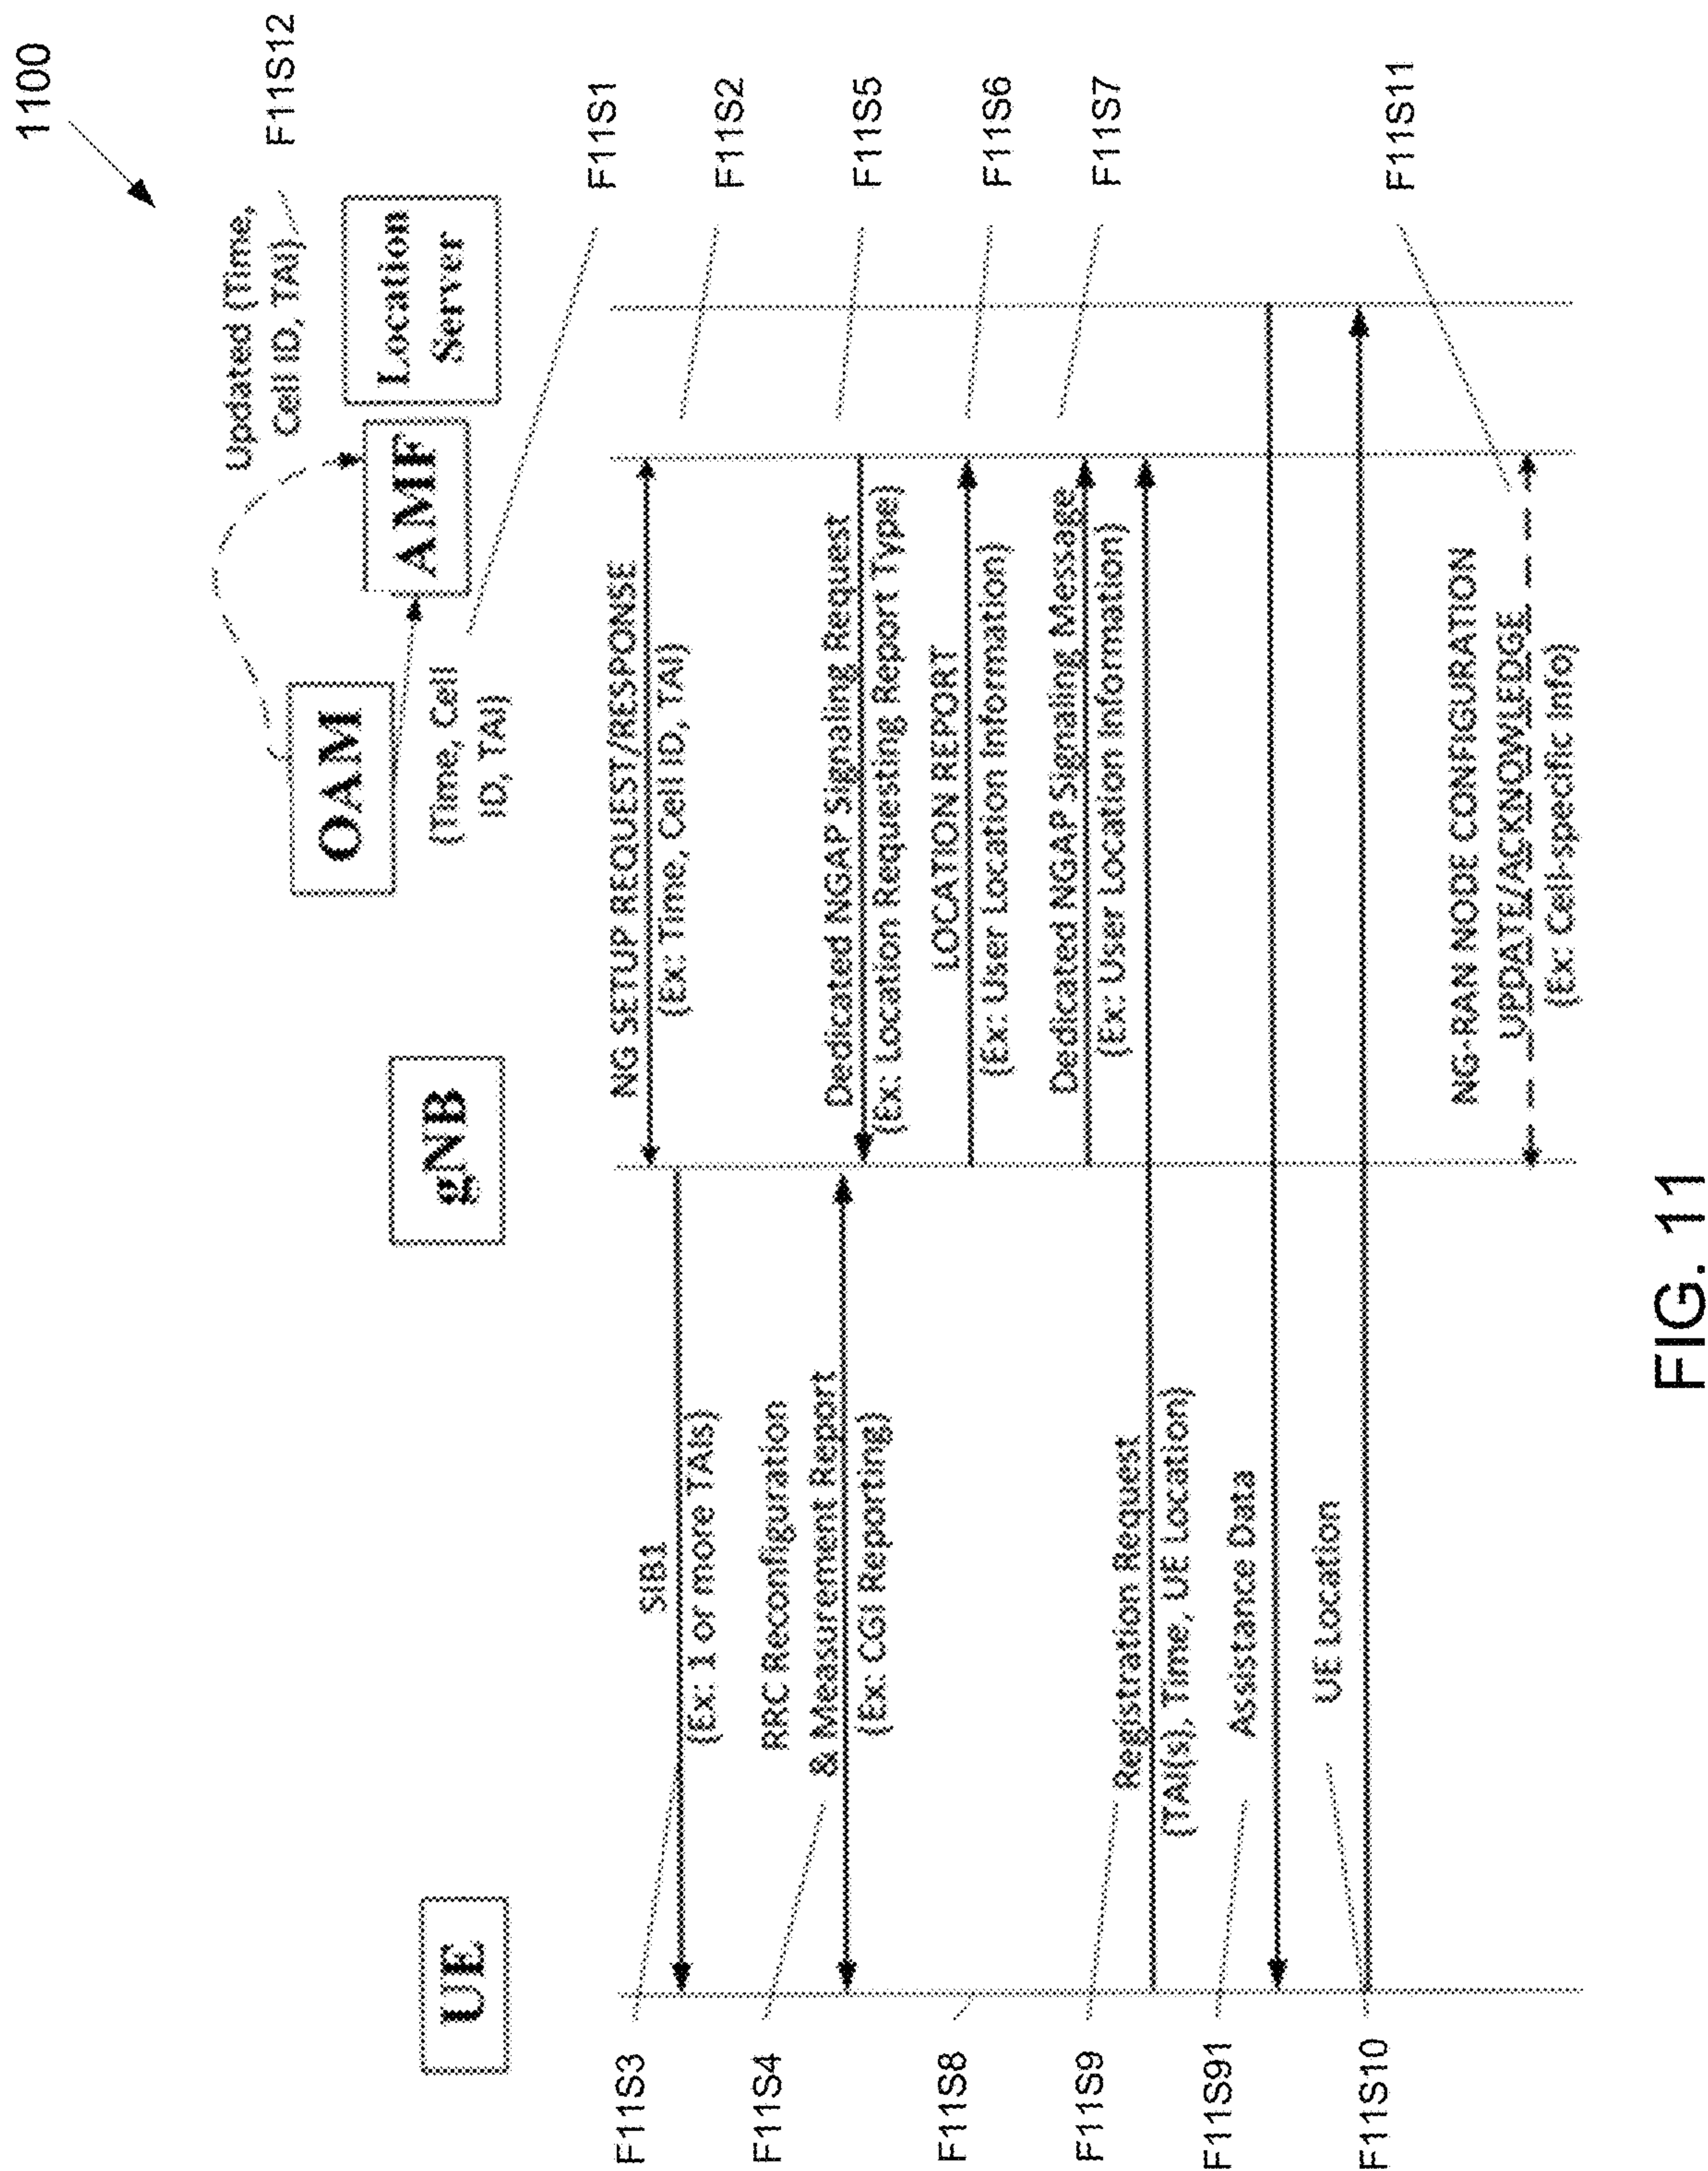 1100
Updated (Time,
Cell ID, TAI)
F11S12
OAM
AMF
Location
Server
(Time, Cell
ID, TAI)
F11S1
gNB
UE
NG SETUP REQUEST/RESPONSE
(Ex: Time, Cell ID, TAI)
F11S2
F11S3
SIB1
(Ex: 1 or more TAIs)
F11S4
RRC Reconfiguration
& Measurement Report
(Ex: CGI Reporting)
Dedicated NGAP Signaling Request
(Ex: Location Requesting Report Type)
F11S5
LOCATION REPORT
(Ex: User Location Information)
F11S6
Dedicated NGAP Signaling Message
(Ex: User Location Information)
F11S7
F11S8
F11S9
Registration Request
(TAI(s), Time, UE Location)
F11S91
Assistance Data
F11S10
UE Location
NG-RAN NODE CONFIGURATION
UPDATE/ACKNOWLEDGE
(Ex: Cell-specific info)
F11S11
FIG. 11